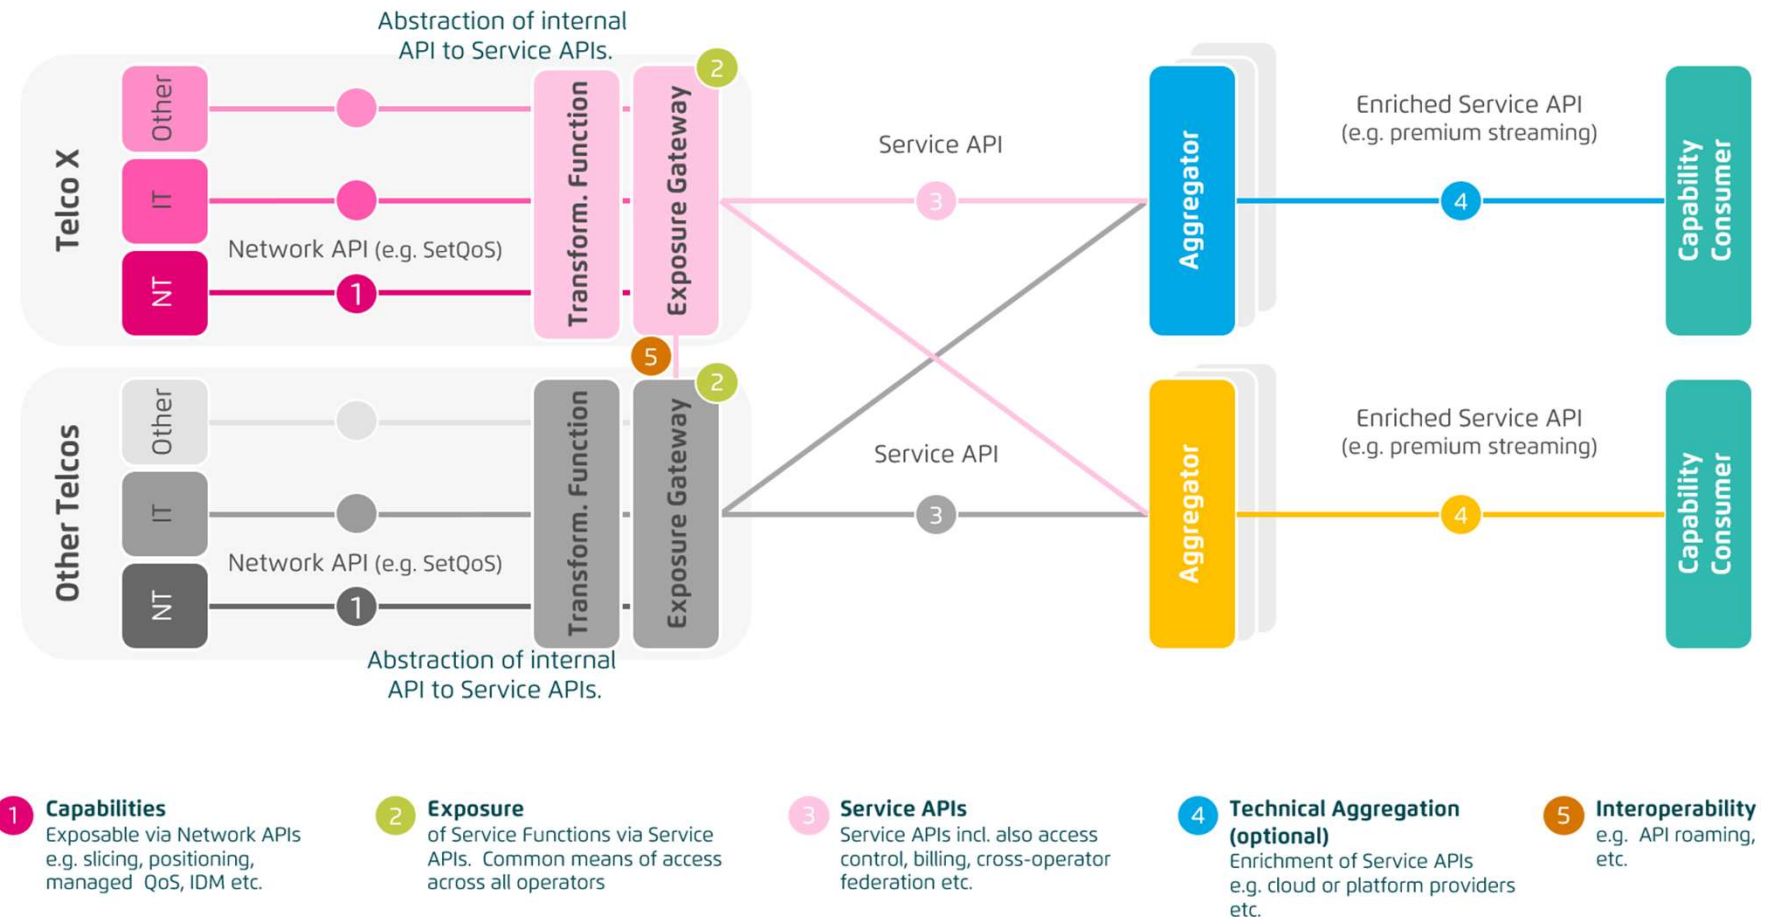 Abstraction of internal
API to Service APIs.
Telco X
Other
IT
NT
Network API (e.g. SetQoS)
1
Transform. Function
Exposure Gateway
2
Service API
3
Aggregator
Enriched Service API
(e.g. premium streaming)
4
Capability
Consumer
5
Other Telcos
Other
IT
NT
Network API (e.g. SetQoS)
1
Transform. Function
Exposure Gateway
2
Service API
3
Aggregator
Enriched Service API
(e.g. premium streaming)
4
Capability
Consumer
Abstraction of internal
API to Service APIs.
1
Capabilities
Exposable via Network APIs
e.g. slicing, positioning,
managed QoS, IDM etc.
2
Exposure
of Service Functions via Service
APIs. Common means of access
across all operators
3
Service APIs
Service APIs incl. also access
control, billing, cross-operator
federation etc.
4
Technical Aggregation
(optional)
Enrichment of Service APIs
e.g. cloud or platform providers
etc.
5
Interoperability
e.g. API roaming,
etc.